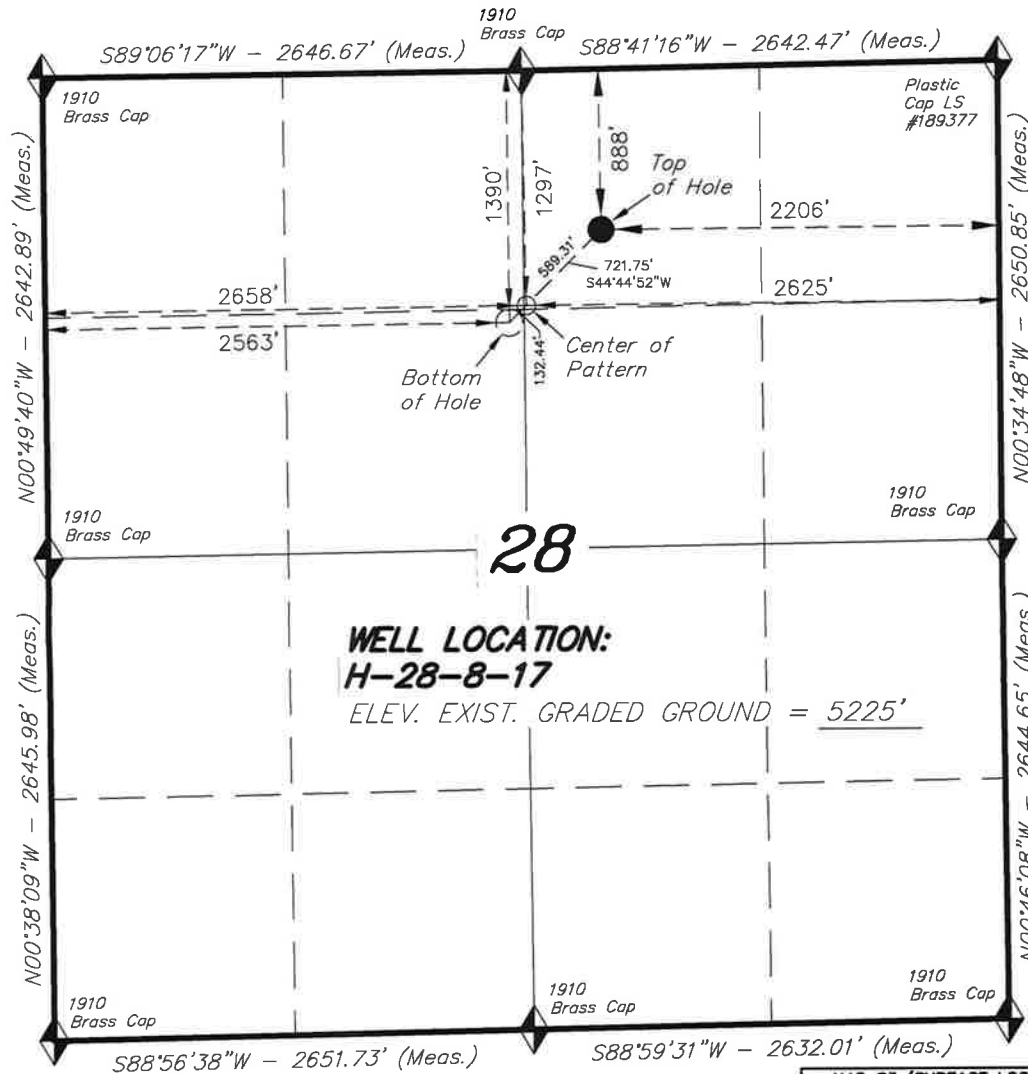 1910
Brass Cap
S89°06'17"W - 2646.67' (Meas.)
S88°41'16"W - 2642.47' (Meas.)
1910
Brass Cap
Plastic
Cap LS
#189377
N00°49'40"W - 2642.89' (Meas.)
N00°34'48"W - 2650.85' (Meas.)
1390'
1297'
888'
Top
of Hole
2206'
589.31'
721.75'
S44°44'52"W
2658'
2625'
2563'
132.44'
Center of
Pattern
Bottom
of Hole
1910
Brass Cap
1910
Brass Cap
28
WELL LOCATION:
H-28-8-17
ELEV. EXIST. GRADED GROUND = 5225'
N00°38'09"W - 2645.98' (Meas.)
N00°46'08"W - 2644.65' (Meas.)
1910
Brass Cap
1910
Brass Cap
1910
Brass Cap
S88°56'38"W - 2651.73' (Meas.)
S88°59'31"W - 2632.01' (Meas.)